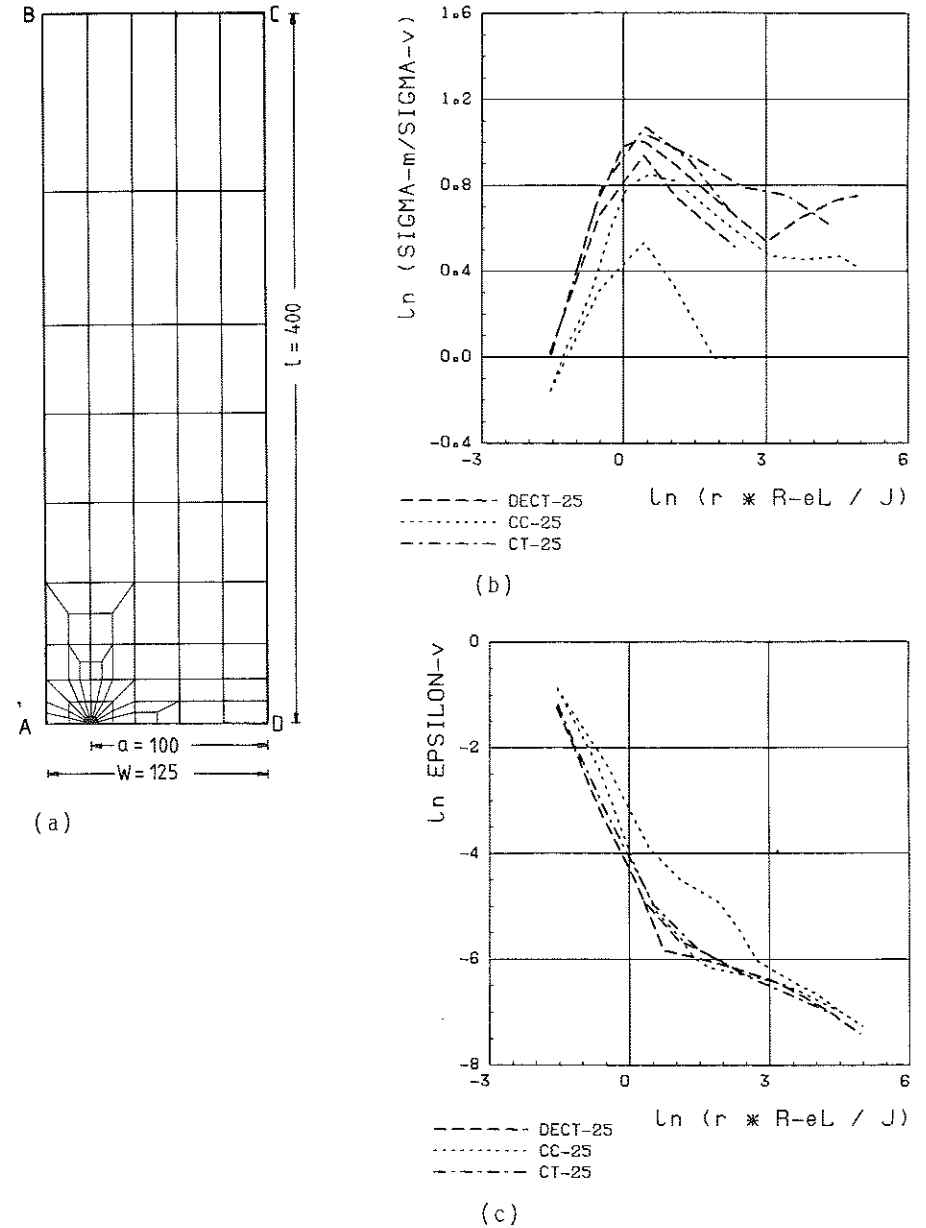 B
C
l = 400
A
D
a = 100
W = 125
(a)
ln (SIGMA-m/SIGMA-v)
1.6
1.2
0.8
0.4
0.0
-0.4
-3
0
3
6
ln (r * R-eL / J)
DECT-25
CC-25
CT-25
(b)
ln EPSILON-v
0
-2
-4
-6
-8
-3
0
3
6
ln (r * R-eL / J)
DECT-25
CC-25
CT-25
(c)